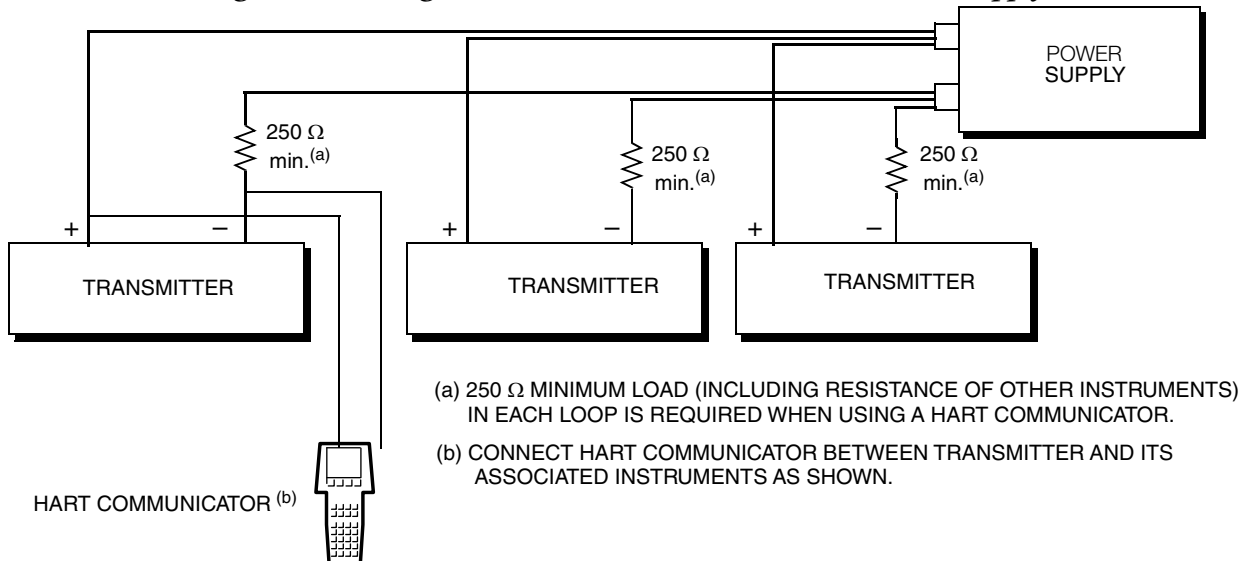 POWER
SUPPLY
250 Ω
min.(a)
250 Ω
min.(a)
250 Ω
min.(a)
+ –
+ –
+ –
TRANSMITTER
TRANSMITTER
TRANSMITTER
(a) 250 Ω MINIMUM LOAD (INCLUDING RESISTANCE OF OTHER INSTRUMENTS)
IN EACH LOOP IS REQUIRED WHEN USING A HART COMMUNICATOR.
(b) CONNECT HART COMMUNICATOR BETWEEN TRANSMITTER AND ITS
ASSOCIATED INSTRUMENTS AS SHOWN.
HART COMMUNICATOR (b)